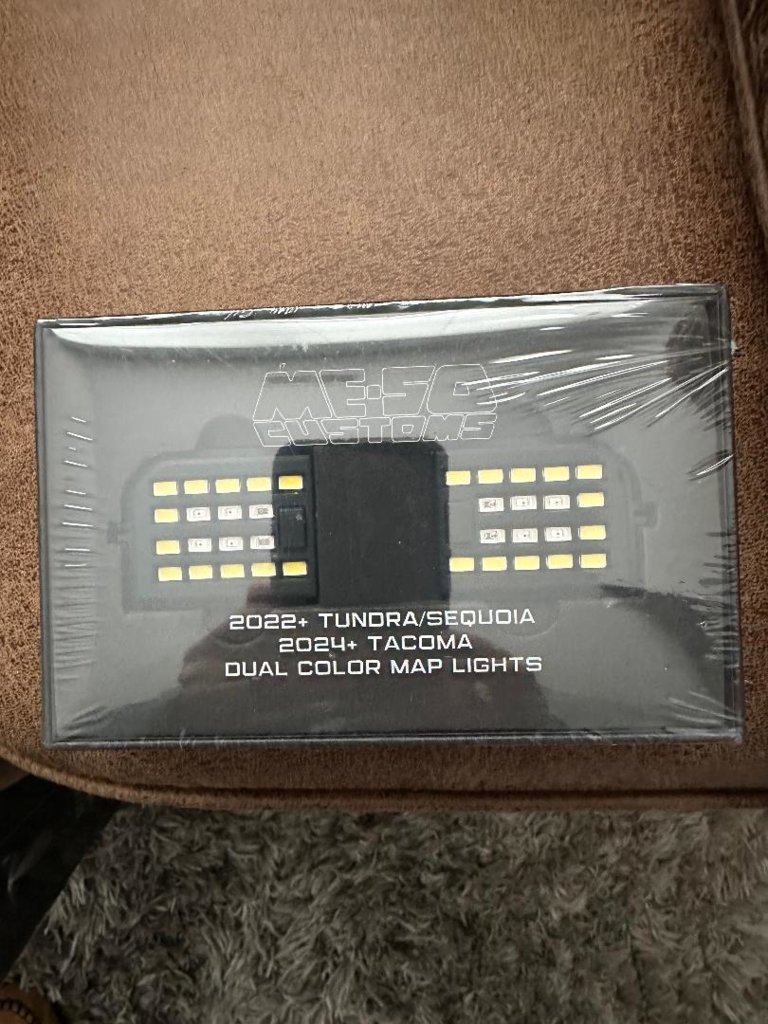 ME·SO
CUSTOMS
2022+ TUNDRA/SEQUOIA
2024+ TACOMA
DUAL COLOR MAP LIGHTS